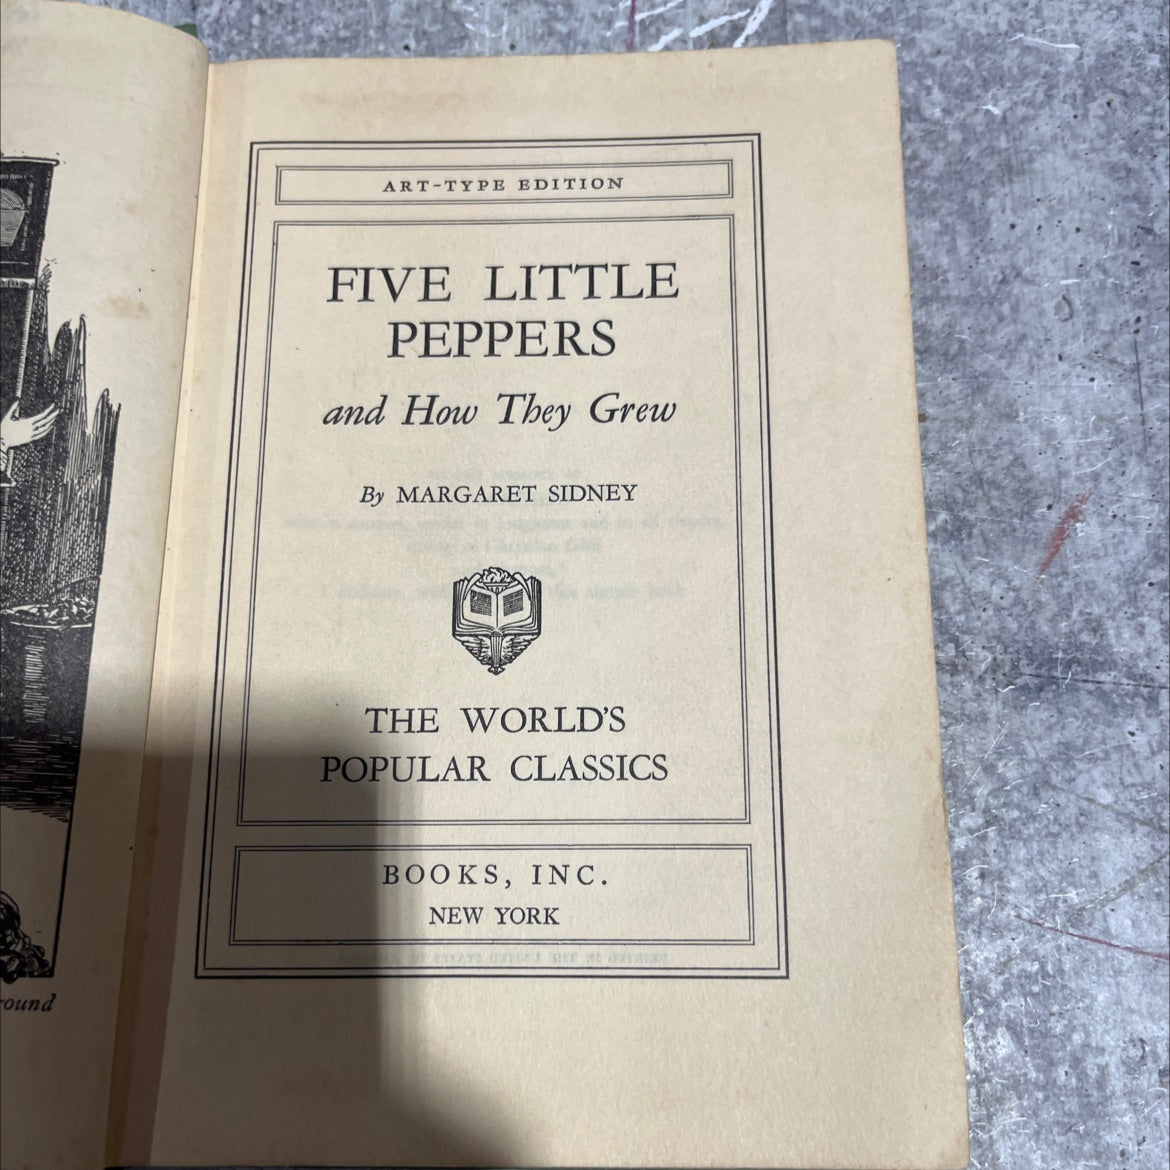 ART-TYPE EDITION
FIVE LITTLE
PEPPERS
and How They Grew
By MARGARET SIDNEY
THE WORLD'S
POPULAR CLASSICS
BOOKS, INC.
NEW YORK
round